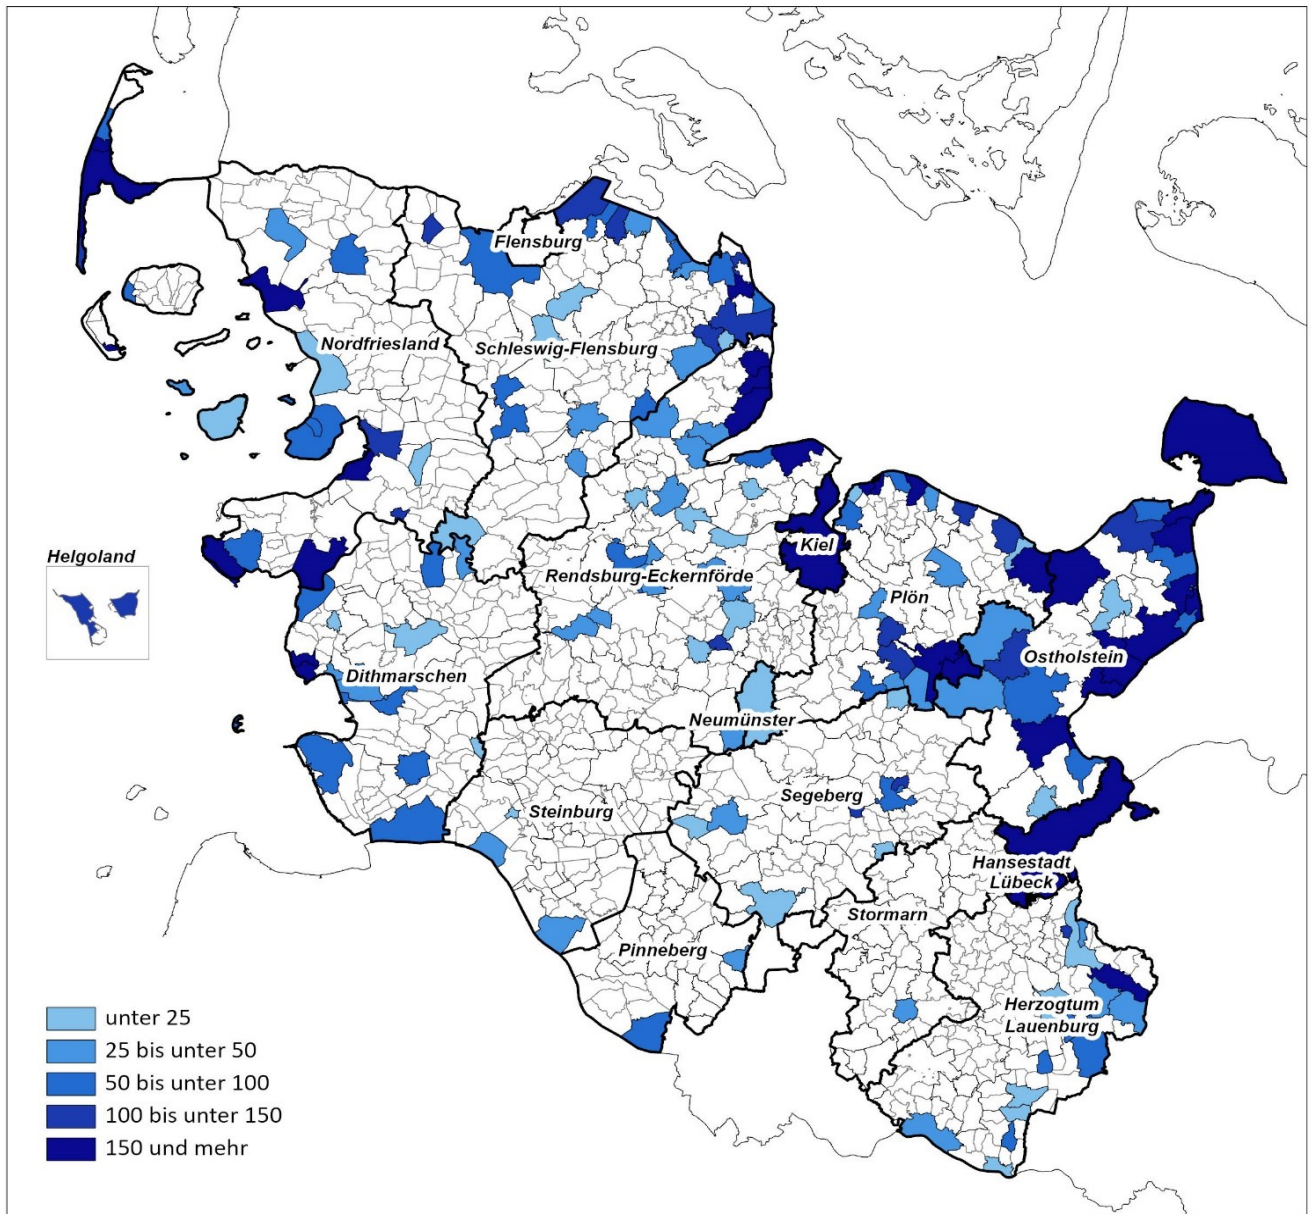 Flensburg
Nordfriesland
Schleswig-Flensburg
Kiel
Helgoland
Rendsburg-Eckernförde
Plön
Ostholstein
Dithmarschen
Neumünster
Segeberg
Steinburg
Hansestadt
Lübeck
Stormarn
Pinneberg
Herzogtum
Lauenburg
unter 25
25 bis unter 50
50 bis unter 100
100 bis unter 150
150 und mehr